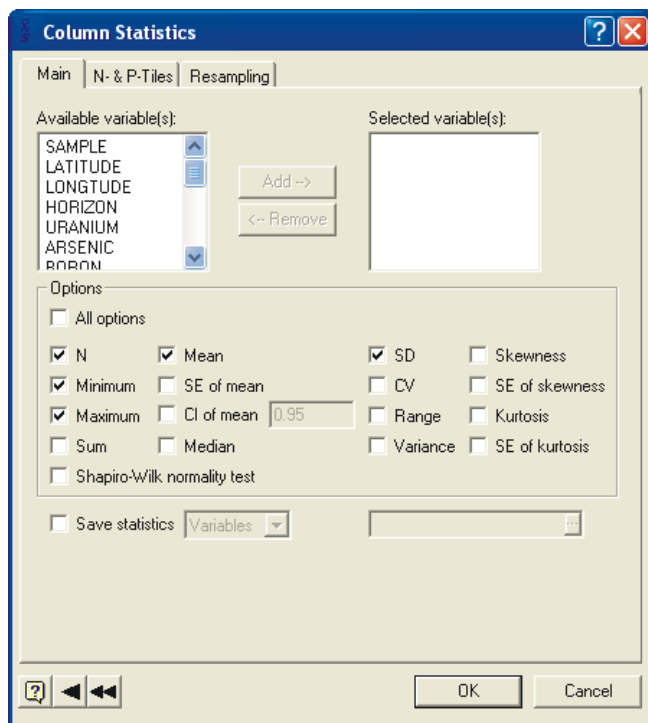 Column Statistics
Main N- & P-Tiles Resampling
Available variable(s): Selected variable(s):
SAMPLE
LATITUDE
LONGTUDE
HORIZON
URANIUM
ARSENIC
BORON
Add -->
<-- Remove
Options
All options
N Mean SD Skewness
Minimum SE of mean CV SE of skewness
Maximum CI of mean 0.95 Range Kurtosis
Sum Median Variance SE of kurtosis
Shapiro-Wilk normality test
Save statistics Variables ...
OK Cancel